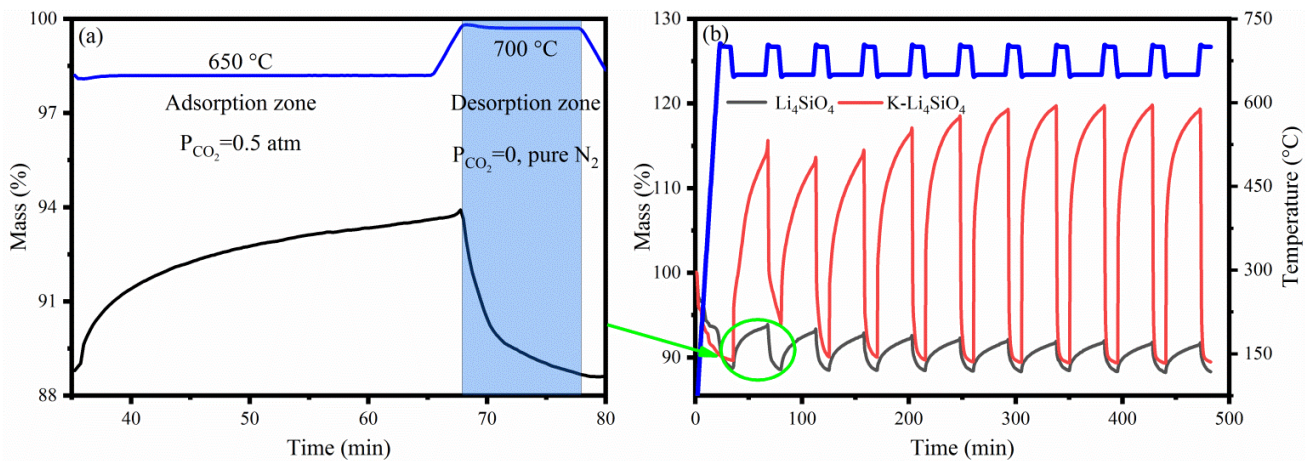 100
97
94
91
88
Mass (%)
(a)
650 °C
700 °C
Adsorption zone
P_CO₂=0.5 atm
Desorption zone
P_CO₂=0, pure N₂
40
50
60
70
80
Time (min)
130
120
110
100
90
Mass (%)
(b)
Li₄SiO₄
K-Li₄SiO₄
750
600
450
300
150
Temperature (°C)
0
100
200
300
400
500
Time (min)